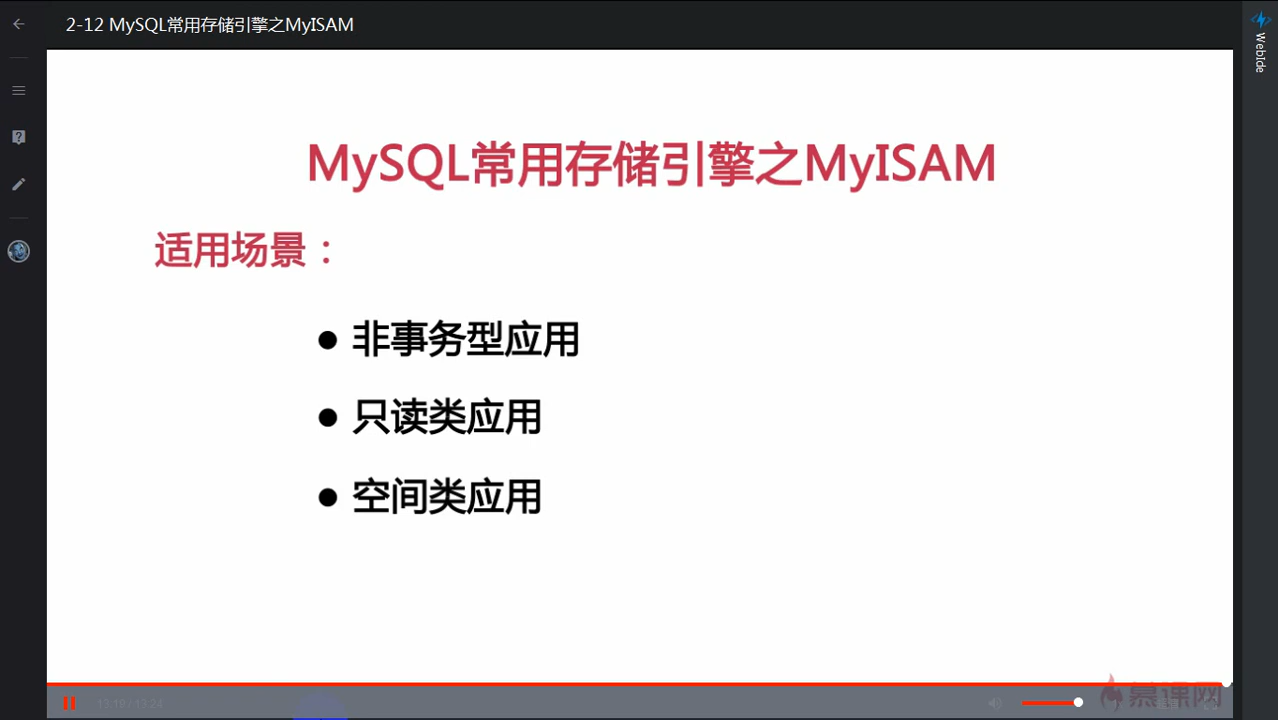 2-12 MySQL常用存储引擎之MyISAM
WebIde
MySQL常用存储引擎之MyISAM
适用场景：
● 非事务型应用
● 只读类应用
● 空间类应用
慕课网